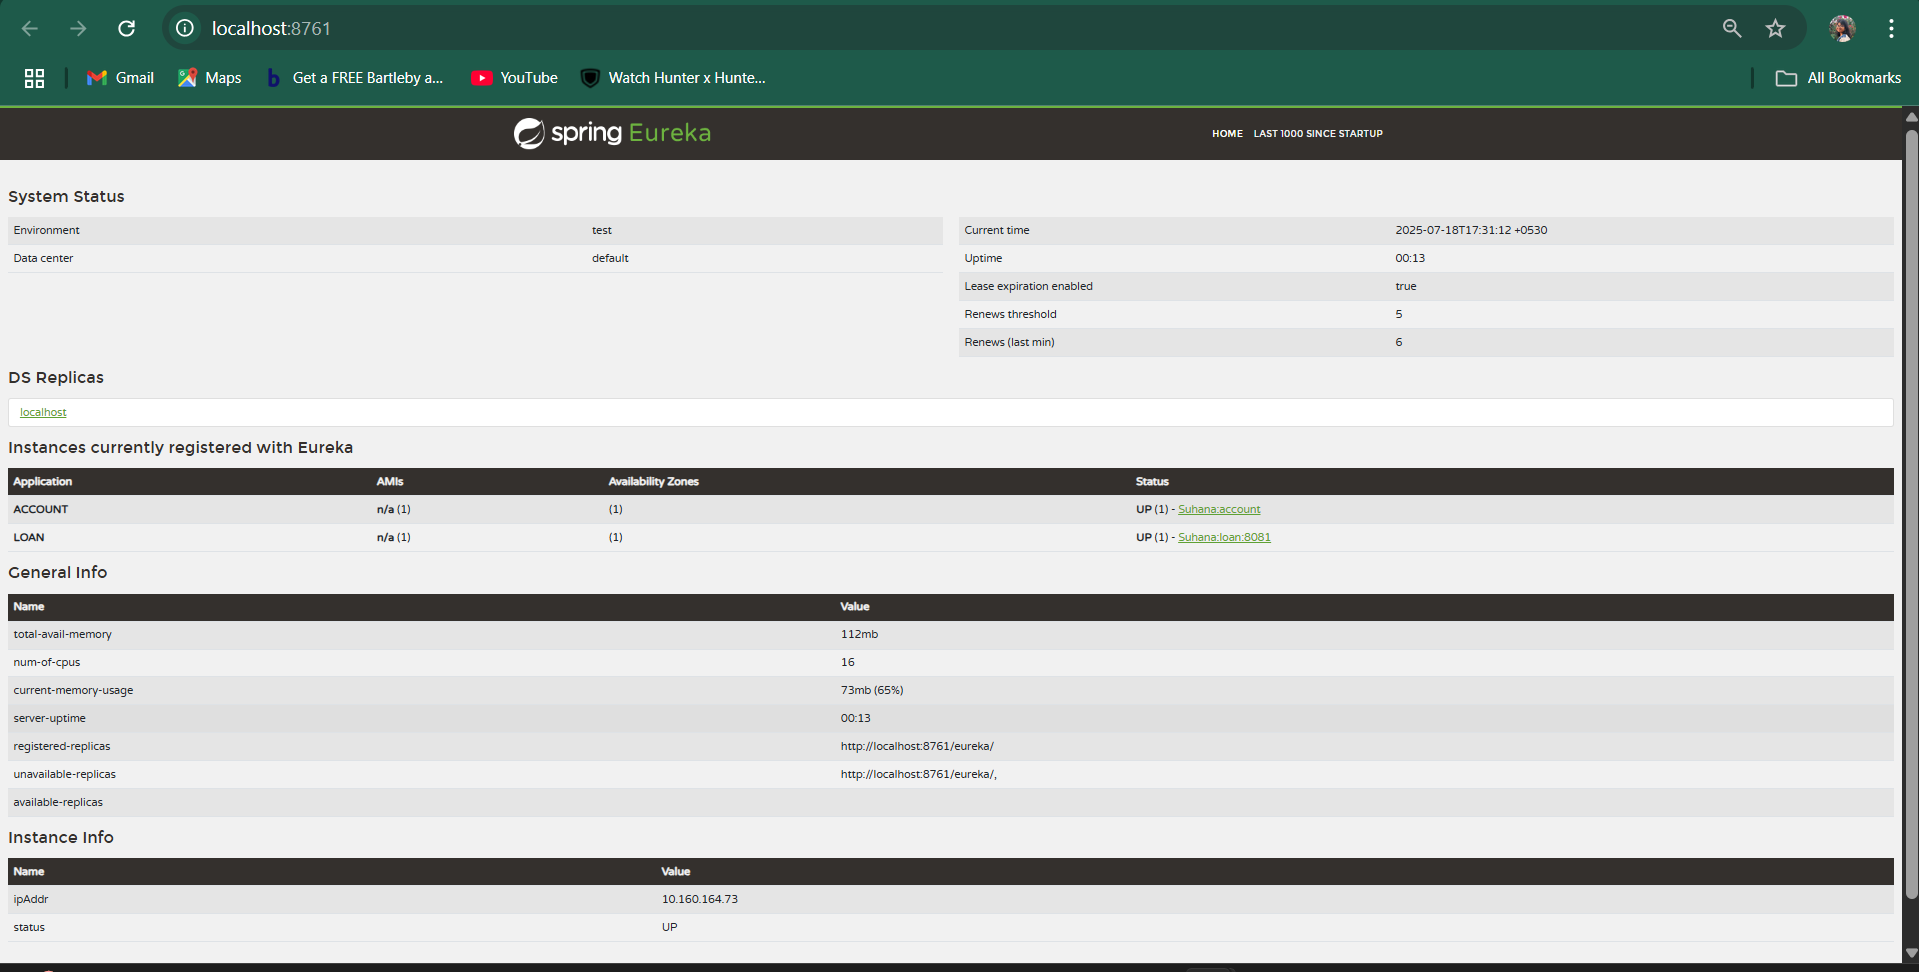 localhost:8761
Gmail Maps b Get a FREE Bartleby a... YouTube Watch Hunter x Hunte... All Bookmarks
spring Eureka HOME LAST 1000 SINCE STARTUP
System Status
Environment test
Data center default
Current time 2025-07-18T17:31:12 +0530
Uptime 00:13
Lease expiration enabled true
Renews threshold 5
Renews (last min) 6
DS Replicas
localhost
Instances currently registered with Eureka
Application AMIs Availability Zones Status
ACCOUNT n/a (1) (1) UP (1) - Suhana:account
LOAN n/a (1) (1) UP (1) - Suhana:loan:8081
General Info
Name Value
total-avail-memory 112mb
num-of-cpus 16
current-memory-usage 73mb (65%)
server-uptime 00:13
registered-replicas http://localhost:8761/eureka/
unavailable-replicas http://localhost:8761/eureka/,
available-replicas
Instance Info
Name Value
ipAddr 10.160.164.73
status UP